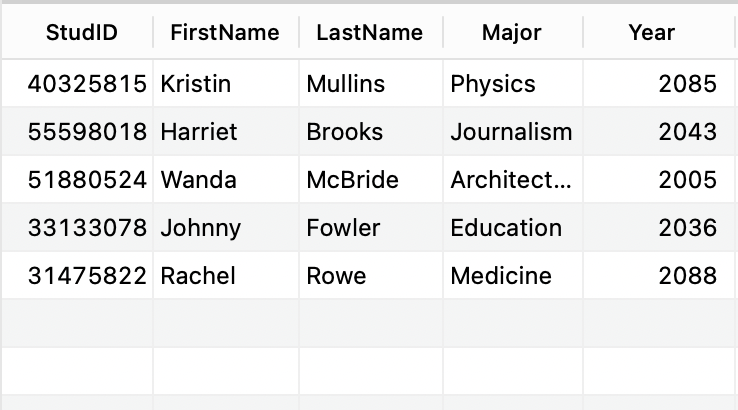 StudID FirstName LastName Major Year
40325815 Kristin Mullins Physics 2085
55598018 Harriet Brooks Journalism 2043
51880524 Wanda McBride Architect... 2005
33133078 Johnny Fowler Education 2036
31475822 Rachel Rowe Medicine 2088